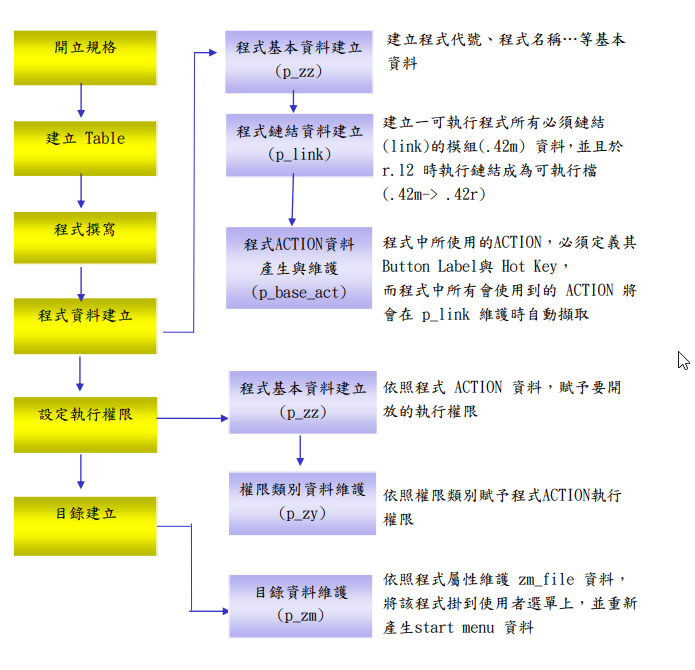 開立規格
建立 Table
程式撰寫
程式資料建立
設定執行權限
目錄建立
程式基本資料建立
(p_zz)
建立程式代號、程式名稱…等基本
資料
程式鏈結資料建立
(p_link)
建立一可執行程式所有必須鏈結
(link)的模組(.42m) 資料,並且於
r.l2 時執行鏈結成為可執行檔
(.42m-> .42r)
程式ACTION資料
產生與維護
(p_base_act)
程式中所使用的ACTION,必須定義其
Button Label與 Hot Key,
而程式中所有會使用到的 ACTION 將
會在 p_link 維護時自動擷取
程式基本資料建立
(p_zz)
依照程式 ACTION 資料,賦予要開
放的執行權限
權限類別資料維護
(p_zy)
依照權限類別賦予程式ACTION執行
權限
目錄資料維護
(p_zm)
依照程式屬性維護 zm_file 資料,
將該程式掛到使用者選單上,並重新
產生start menu 資料